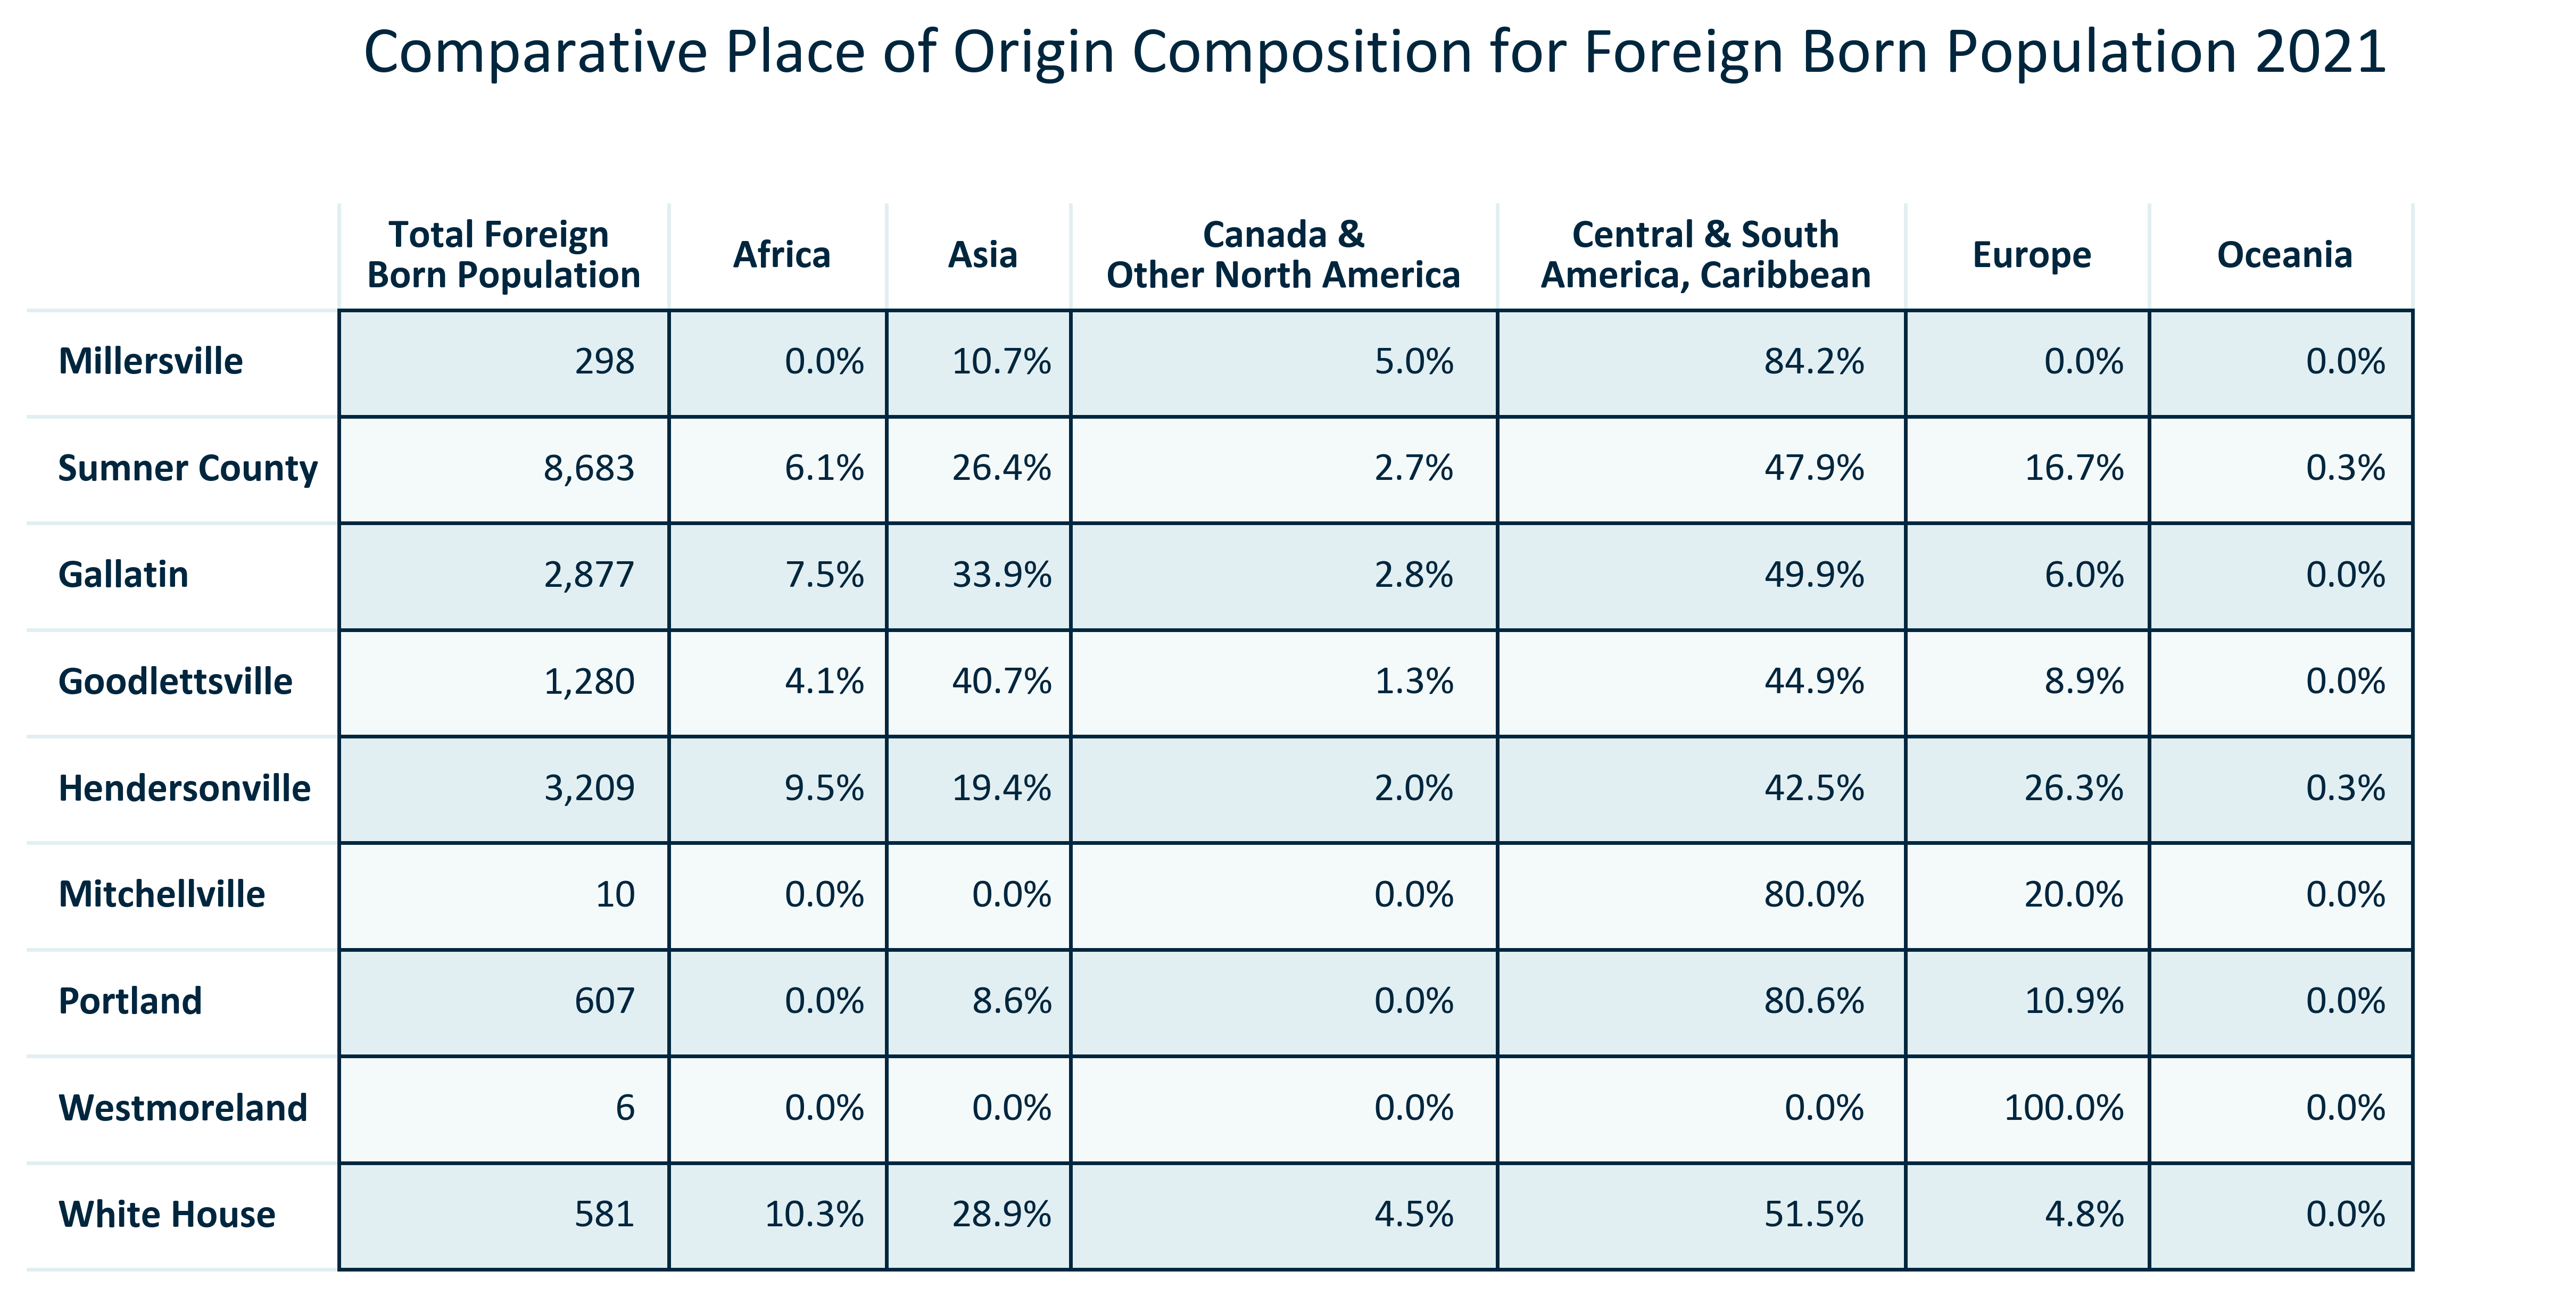 Comparative Place of Origin Composition for Foreign Born Population 2021
Total Foreign
Born Population
Africa
Asia
Canada &
Other North America
Central & South
America, Caribbean
Europe
Oceania
Millersville 298 0.0% 10.7% 5.0% 84.2% 0.0% 0.0%
Sumner County 8,683 6.1% 26.4% 2.7% 47.9% 16.7% 0.3%
Gallatin 2,877 7.5% 33.9% 2.8% 49.9% 6.0% 0.0%
Goodlettsville 1,280 4.1% 40.7% 1.3% 44.9% 8.9% 0.0%
Hendersonville 3,209 9.5% 19.4% 2.0% 42.5% 26.3% 0.3%
Mitchellville 10 0.0% 0.0% 0.0% 80.0% 20.0% 0.0%
Portland 607 0.0% 8.6% 0.0% 80.6% 10.9% 0.0%
Westmoreland 6 0.0% 0.0% 0.0% 0.0% 100.0% 0.0%
White House 581 10.3% 28.9% 4.5% 51.5% 4.8% 0.0%